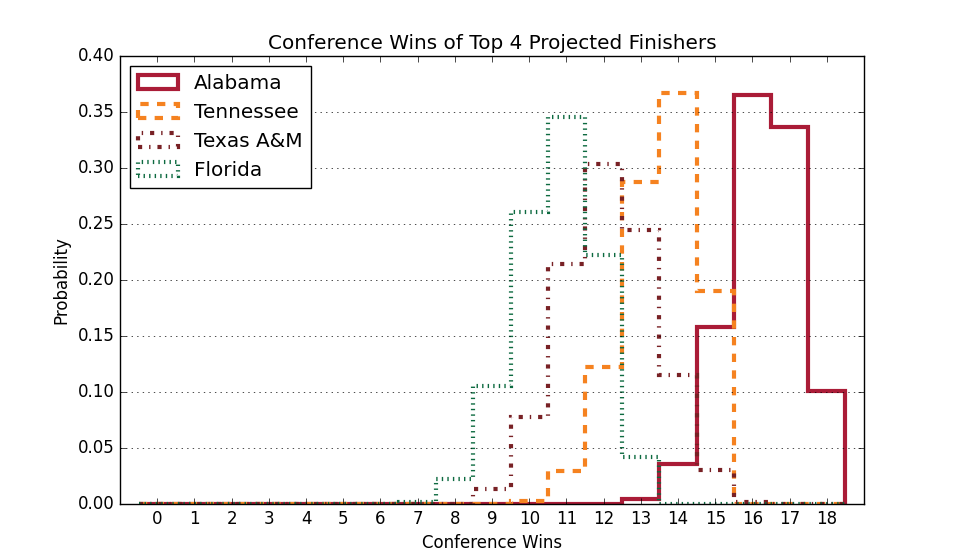 Conference Wins of Top 4 Projected Finishers
Alabama
Tennessee
Texas A&M
Florida
Probability
0.40
0.35
0.30
0.25
0.20
0.15
0.10
0.05
0.00
0 1 2 3 4 5 6 7 8 9 10 11 12 13 14 15 16 17 18
Conference Wins